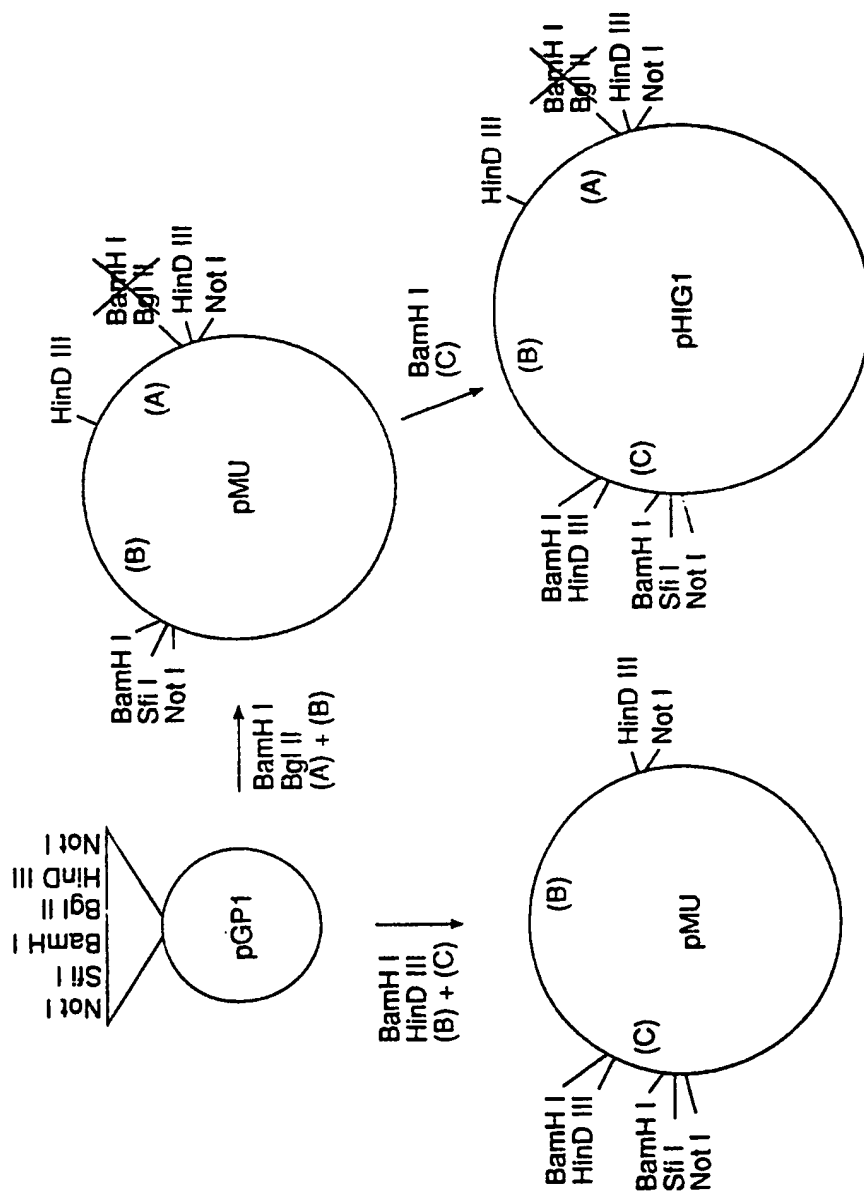 Not I
Sfi I
BamH I
Bgl II
HinD III
Not I
pGP1
BamH I
Bgl II
(A) + (B)
BamH I
HinD III
(B) + (C)
BamH I
Sfi I
Not I
(B)
HinD III
(A)
BamH I
Bgl II
HinD III
Not I
pMU
BamH I
(C)
BamH I
HinD III
(C)
BamH I
Sfi I
Not I
(B)
HinD III
Not I
pMU
BamH I
HinD III
(C)
BamH I
Sfi I
Not I
(B)
HinD III
(A)
BamH I
Bgl II
HinD III
Not I
pHIG1